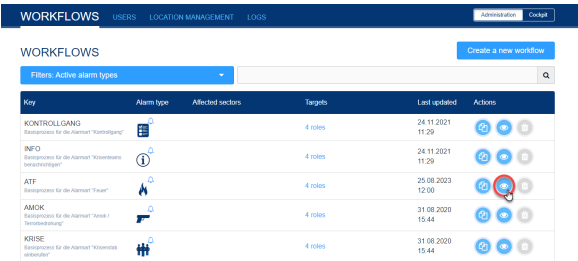 WORKFLOWS USERS LOCATION MANAGEMENT LOGS Administration Cockpit
WORKFLOWS
Create a new workflow
Filters: Active alarm types
Key Alarm type Affected sectors Targets Last updated Actions
KONTROLLGANG
Basisprozess für die Alarmart "Kontrollgang"
4 roles
24.11.2021
11:29
INFO
Basisprozess für die Alarmart "Krisenteams
benachrichtigen"
4 roles
24.11.2021
11:29
ATF
Basisprozess für die Alarmart "Feuer"
4 roles
25.08.2023
12:00
AMOK
Basisprozess für die Alarmart "Amok /
Terrorbedrohung"
4 roles
31.08.2020
15:44
KRISE
Basisprozess für die Alarmart "Krisenstab
einberufen"
4 roles
31.08.2020
15:44